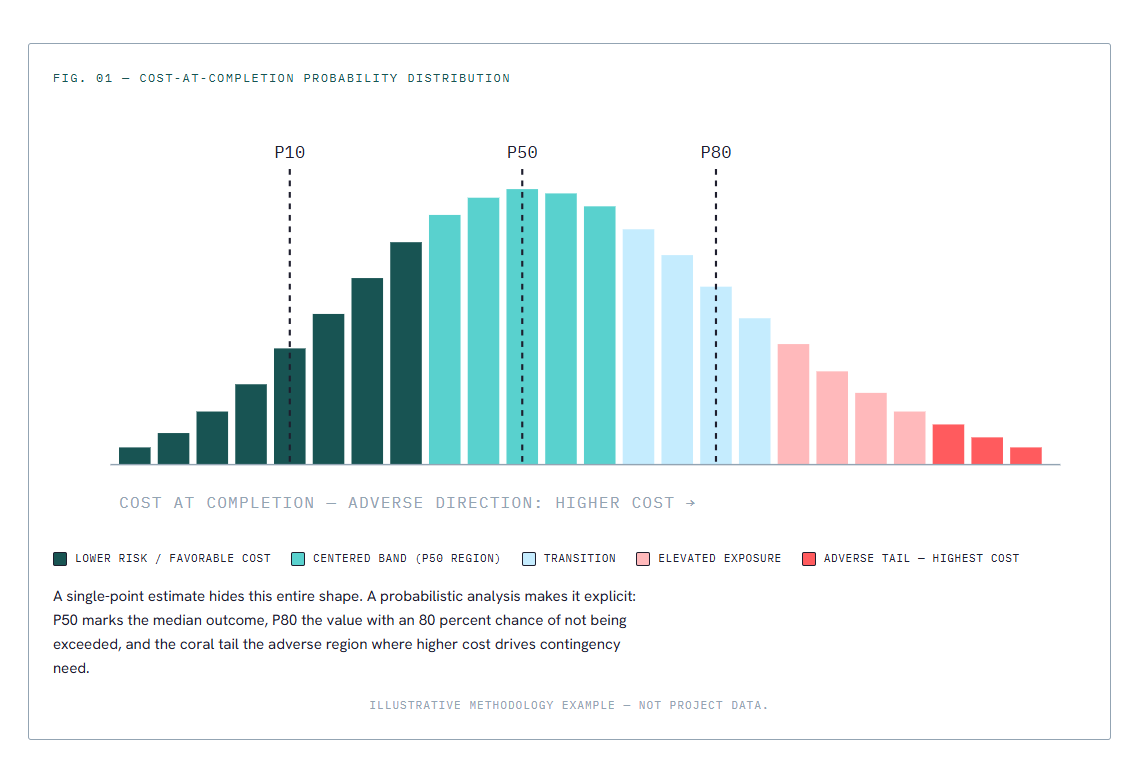 FIG. 01 — COST-AT-COMPLETION PROBABILITY DISTRIBUTION
P10 P50 P80
COST AT COMPLETION — ADVERSE DIRECTION: HIGHER COST →
LOWER RISK / FAVORABLE COST CENTERED BAND (P50 REGION) TRANSITION ELEVATED EXPOSURE ADVERSE TAIL — HIGHEST COST
A single-point estimate hides this entire shape. A probabilistic analysis makes it explicit:
P50 marks the median outcome, P80 the value with an 80 percent chance of not being
exceeded, and the coral tail the adverse region where higher cost drives contingency
need.
ILLUSTRATIVE METHODOLOGY EXAMPLE — NOT PROJECT DATA.